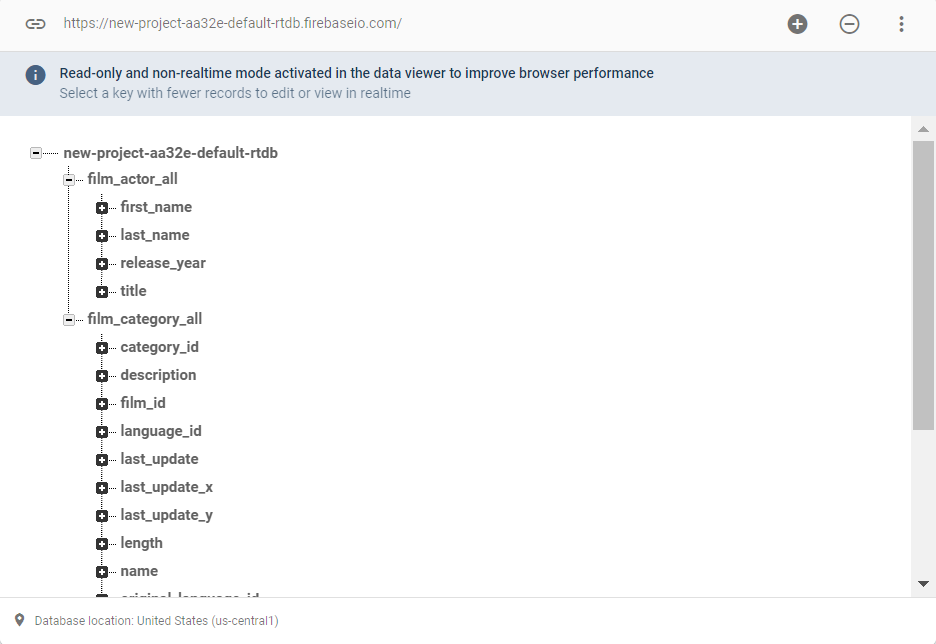 https://new-project-aa32e-default-rtdb.firebaseio.com/
Read-only and non-realtime mode activated in the data viewer to improve browser performance
Select a key with fewer records to edit or view in realtime
new-project-aa32e-default-rtdb
film_actor_all
first_name
last_name
release_year
title
film_category_all
category_id
description
film_id
language_id
last_update
last_update_x
last_update_y
length
name
original_language_id
Database location: United States (us-central1)